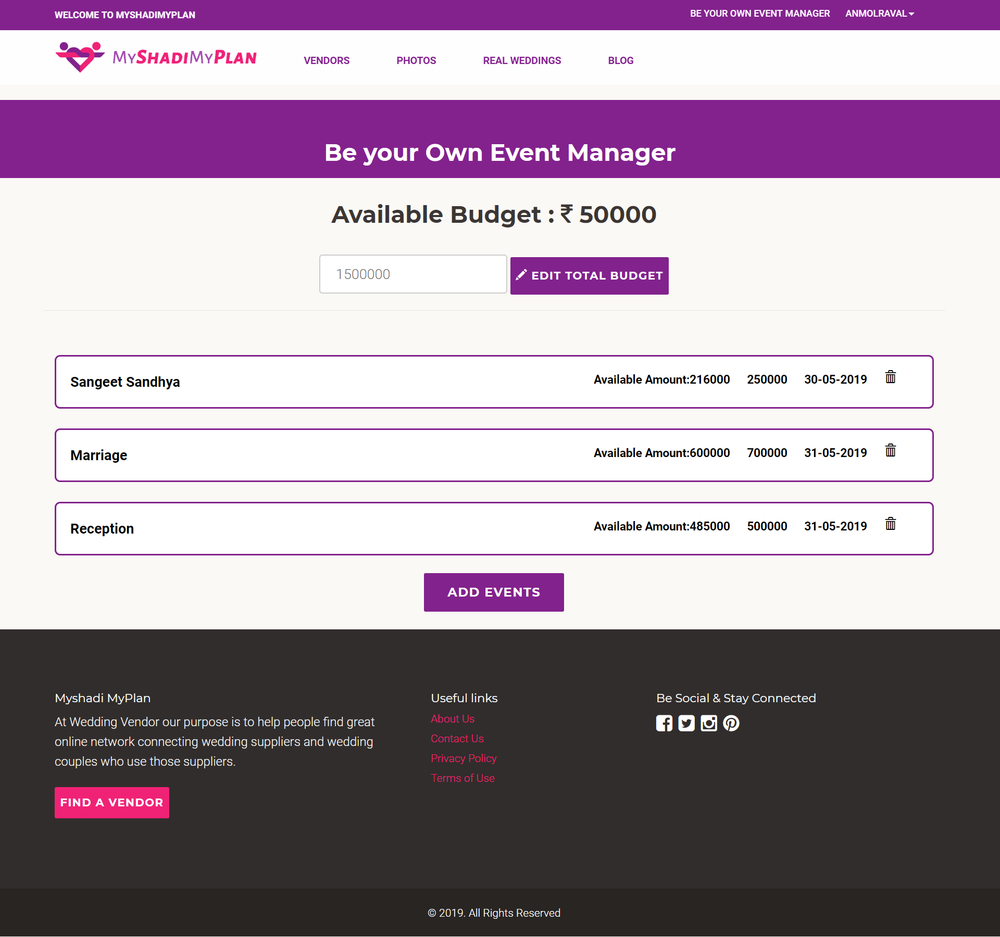 WELCOME TO MYSHADIMYPLAN
BE YOUR OWN EVENT MANAGER
ANMOLRAVAL
MYSHADIMYPLAN
VENDORS
PHOTOS
REAL WEDDINGS
BLOG
Be your Own Event Manager
Available Budget : ₹ 50000
1500000
EDIT TOTAL BUDGET
Sangeet Sandhya
Available Amount:216000 250000 30-05-2019
Marriage
Available Amount:600000 700000 31-05-2019
Reception
Available Amount:485000 500000 31-05-2019
ADD EVENTS
Myshadi MyPlan
At Wedding Vendor our purpose is to help people find great
online network connecting wedding suppliers and wedding
couples who use those suppliers.
FIND A VENDOR
Useful links
About Us
Contact Us
Privacy Policy
Terms of Use
Be Social & Stay Connected
© 2019. All Rights Reserved